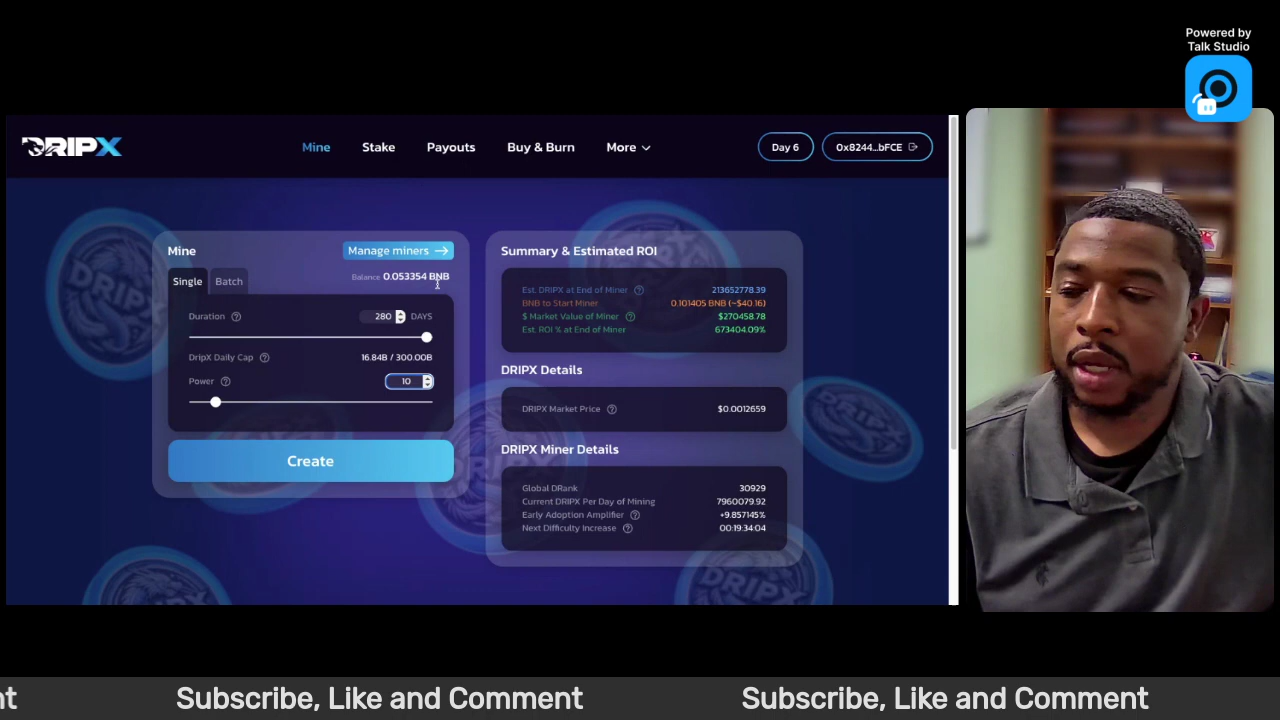 Powered by
Talk Studio
DRIPX
Mine
Stake
Payouts
Buy & Burn
More
Day 6
0x8244...bFCE
Mine
Manage miners →
Balance 0.053354 BNB
Single
Batch
Duration
280 DAYS
DripX Daily Cap
16.84B / 300.00B
Power
10
Create
Summary & Estimated ROI
Est. DRIPX at End of Miner 213652778.39
BNB to Start Miner 0.101405 BNB (~$40.16)
$ Market Value of Miner $270458.78
Est. ROI % at End of Miner 673404.09%
DRIPX Details
DRIPX Market Price $0.0012659
DRIPX Miner Details
Global DRank 30929
Current DRIPX Per Day of Mining 7960079.92
Early Adoption Amplifier +9.857145%
Next Difficulty Increase 00:19:34:04
nt
Subscribe, Like and Comment
Subscribe, Like and Comment